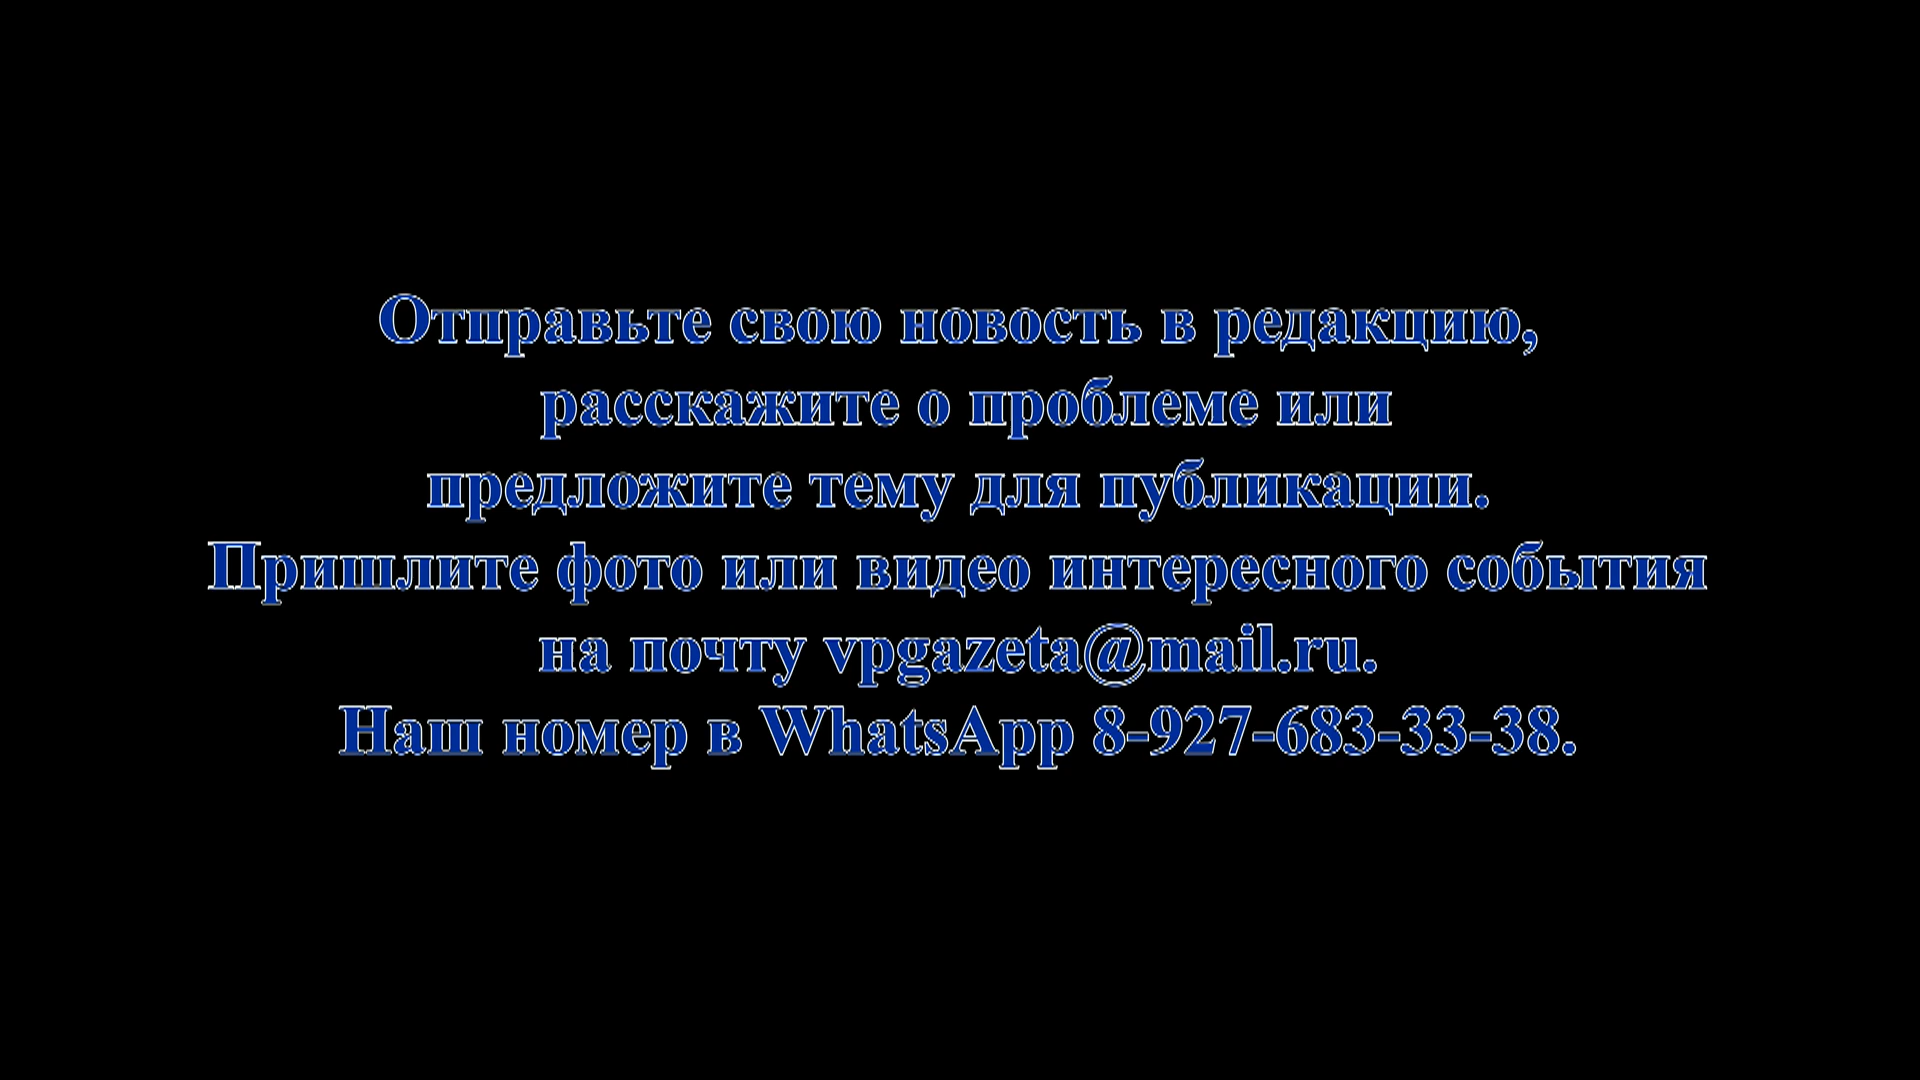 Отправьте свою новость в редакцию,
расскажите о проблеме или
предложите тему для публикации.
Пришлите фото или видео интересного события
на почту vpgazeta@mail.ru.
Наш номер в WhatsApp 8-927-683-33-38.